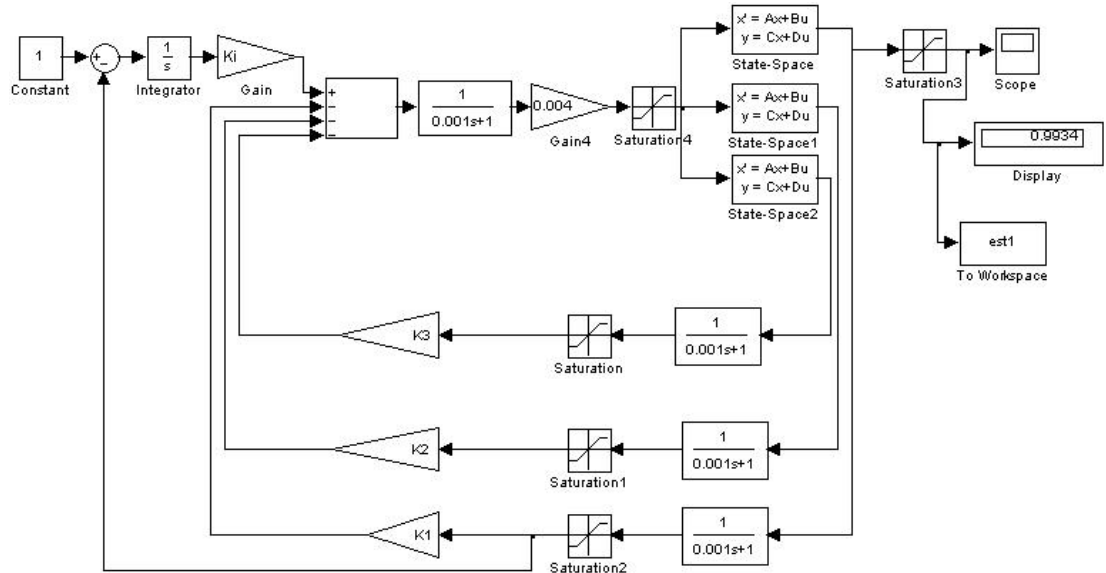 1
Constant
+
−
1
s
Integrator
Ki
Gain
+
−
−
−
1
0.001s+1
0.004
Gain4
Saturation4
x' = Ax+Bu
y = Cx+Du
State-Space
x' = Ax+Bu
y = Cx+Du
State-Space1
x' = Ax+Bu
y = Cx+Du
State-Space2
Saturation3
Scope
0.9934
Display
est1
To Workspace
K3
Saturation
1
0.001s+1
K2
Saturation1
1
0.001s+1
K1
Saturation2
1
0.001s+1